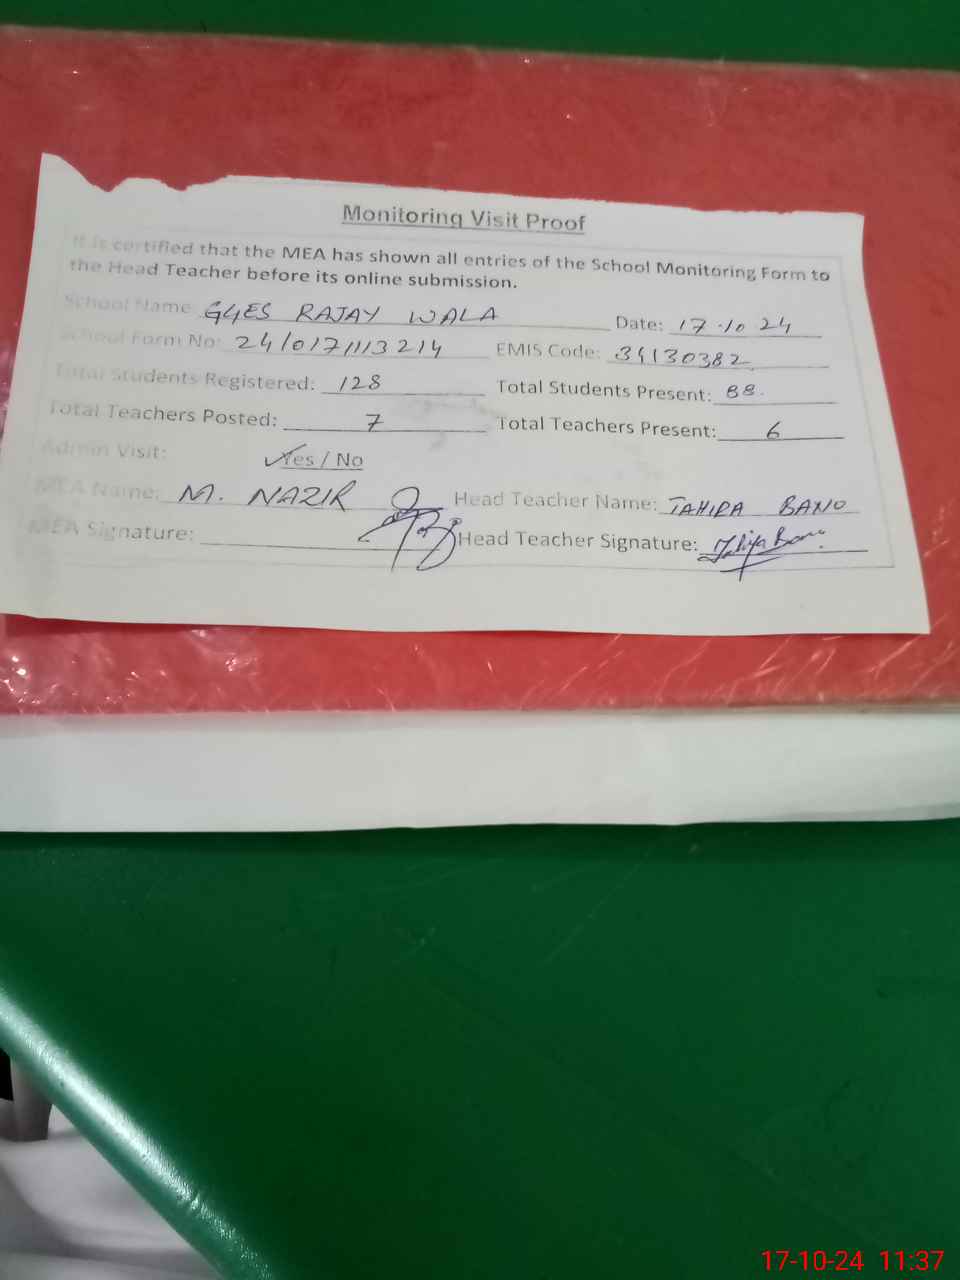 Monitoring Visit Proof
It is certified that the MEA has shown all entries of the School Monitoring Form to
the Head Teacher before its online submission.
School Name: GGES RAJAY WALA Date: 17.10.24
School Form No: 240171113214 EMIS Code: 34130382
Total Students Registered: 128 Total Students Present: 88.
Total Teachers Posted: 7 Total Teachers Present: 6
Admin Visit: Yes / No
MEA Name: M. NAZIR Head Teacher Name: TAHIRA BANO
MEA Signature: Head Teacher Signature:
17-10-24 11:37